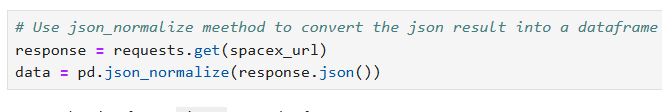 # Use json_normalize meethod to convert the json result into a dataframe
response = requests.get(spacex_url)
data = pd.json_normalize(response.json())